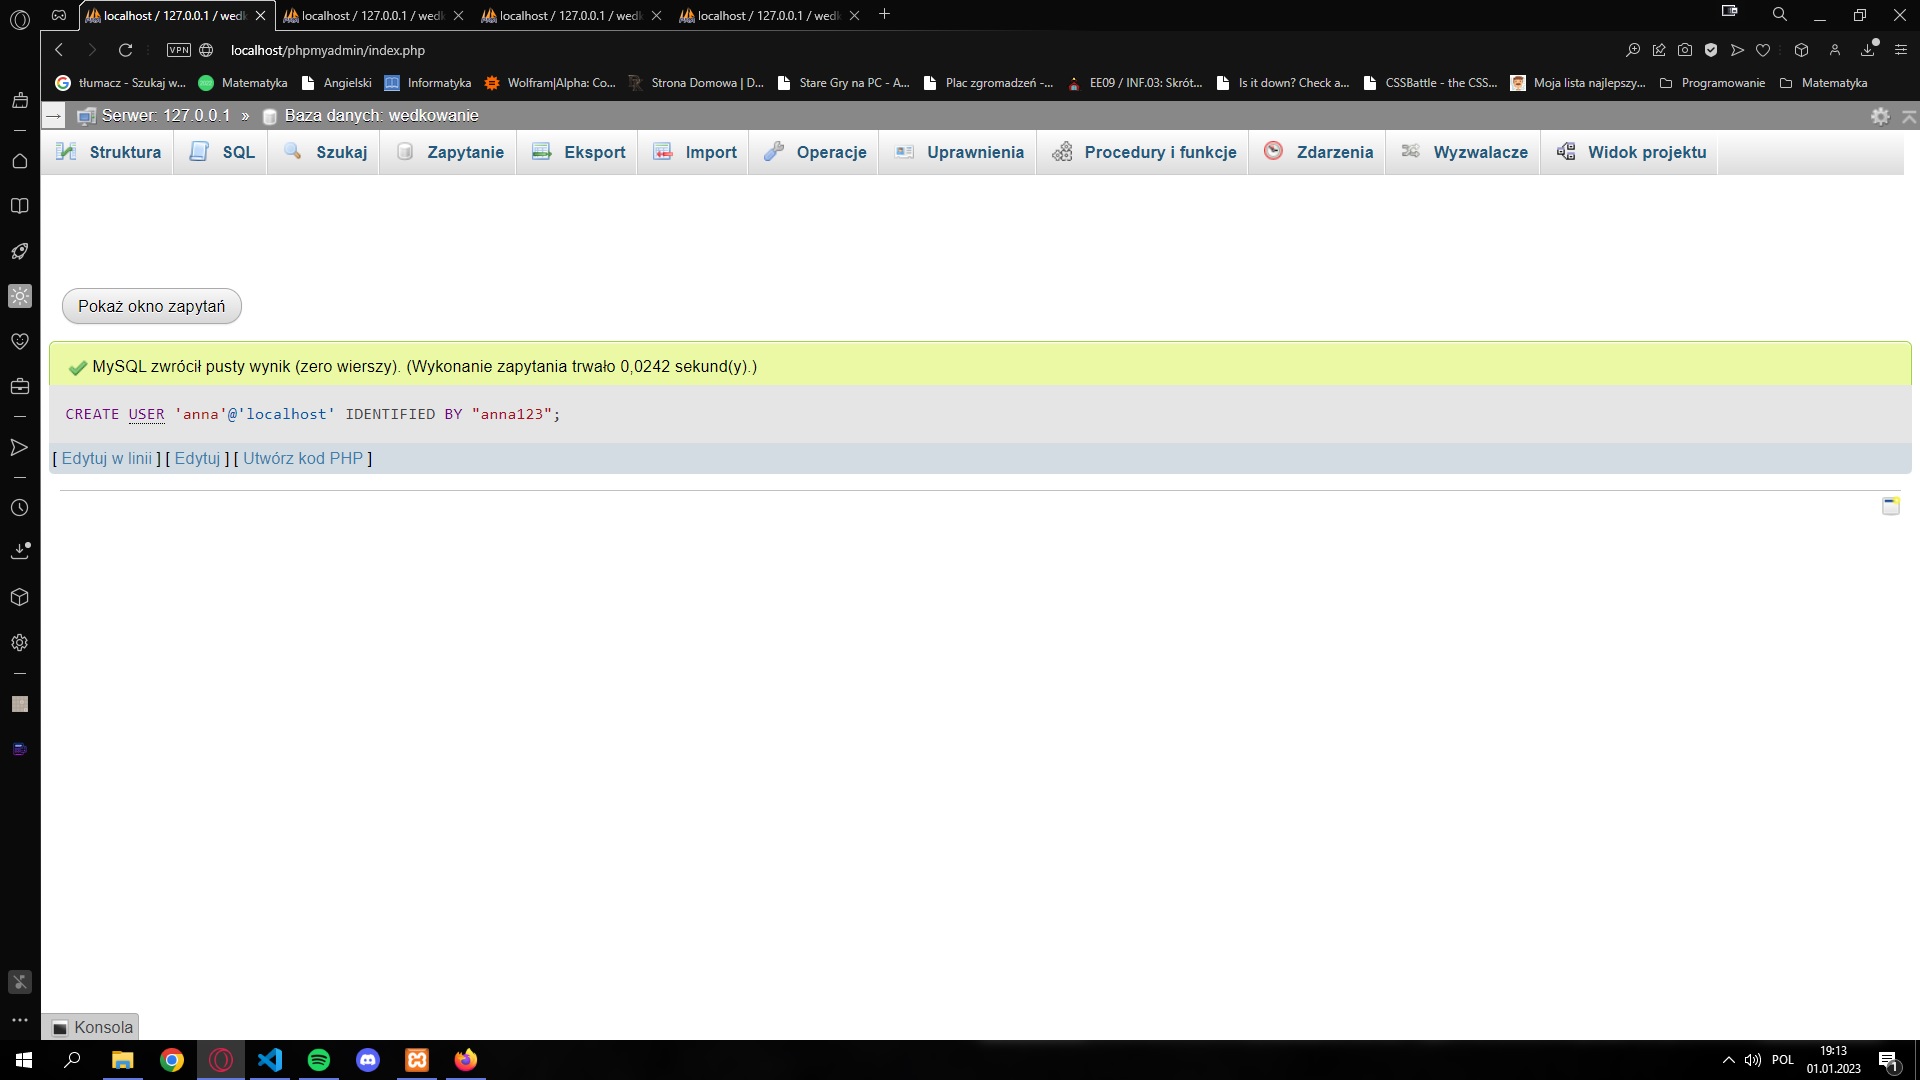 localhost / 127.0.0.1 / wedk
localhost / 127.0.0.1 / wedk
localhost / 127.0.0.1 / wedk
localhost / 127.0.0.1 / wedk
VPN
localhost/phpmyadmin/index.php
tłumacz - Szukaj w...
Matematyka
Angielski
Informatyka
Wolfram|Alpha: Co...
Strona Domowa | D...
Stare Gry na PC - A...
Plac zgromadzeń -...
EE09 / INF.03: Skrót...
Is it down? Check a...
CSSBattle - the CSS...
Moja lista najlepszy...
Programowanie
Matematyka
Serwer: 127.0.0.1 » Baza danych: wedkowanie
Struktura
SQL
Szukaj
Zapytanie
Eksport
Import
Operacje
Uprawnienia
Procedury i funkcje
Zdarzenia
Wyzwalacze
Widok projektu
Pokaż okno zapytań
MySQL zwrócił pusty wynik (zero wierszy). (Wykonanie zapytania trwało 0,0242 sekund(y).)
CREATE USER 'anna'@'localhost' IDENTIFIED BY "anna123";
[ Edytuj w linii ] [ Edytuj ] [ Utwórz kod PHP ]
Konsola
POL
19:13
01.01.2023
1